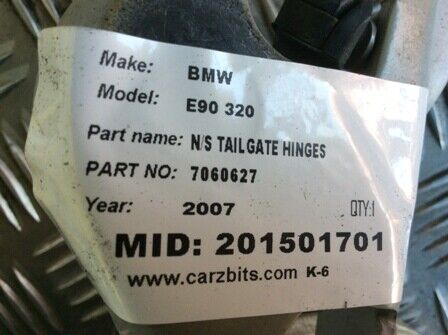 Make: BMW
Model: E90 320
Part name: N/S TAILGATE HINGES
PART NO: 7060627
Year: 2007 QTY:1
MID: 201501701
www.carzbits.com K-6